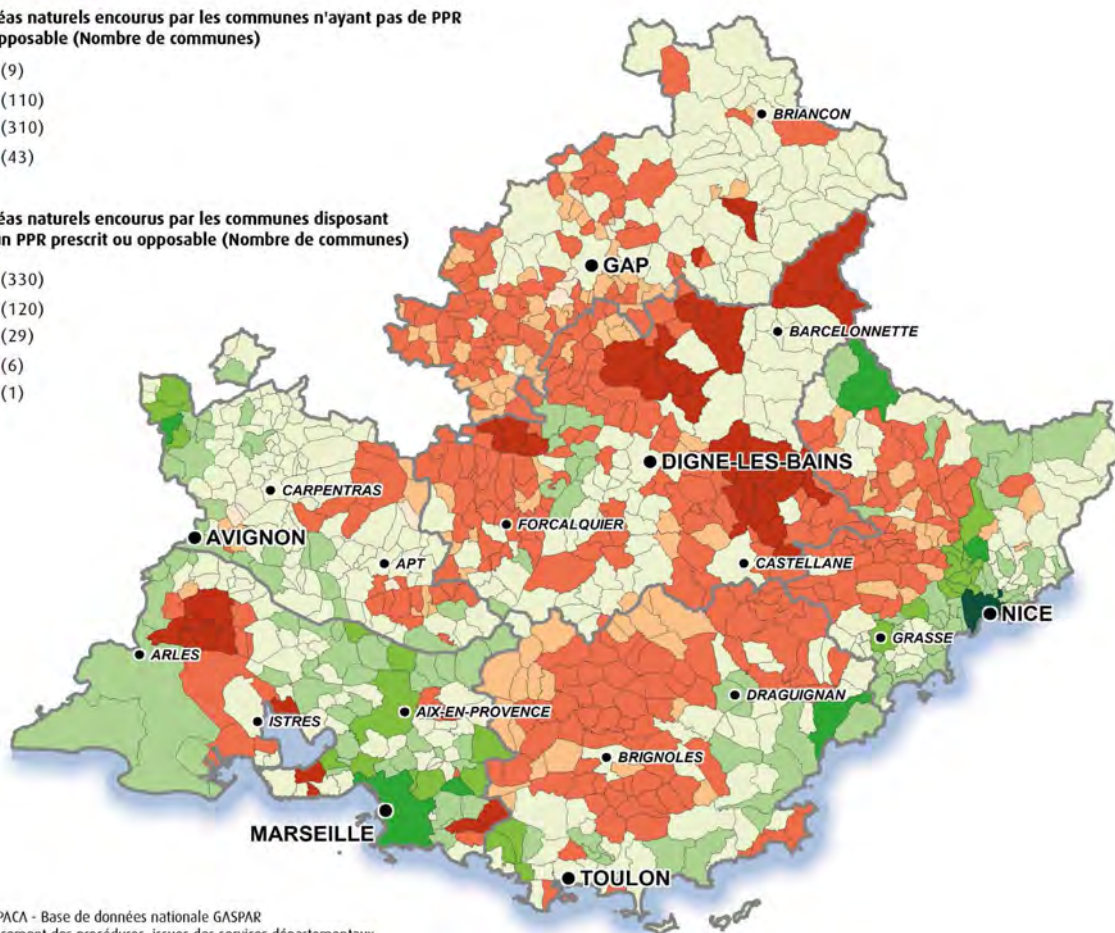 éas naturels encourus par les communes n'ayant pas de PPR
pposable (Nombre de communes)
(9)
(110)
(310)
(43)
éas naturels encourus par les communes disposant
un PPR prescrit ou opposable (Nombre de communes)
(330)
(120)
(29)
(6)
(1)
BRIANCON
GAP
BARCELONNETTE
DIGNE-LES-BAINS
CARPENTRAS
FORCALQUIER
AVIGNON
APT
CASTELLANE
NICE
GRASSE
ARLES
DRAGUIGNAN
AIX-EN-PROVENCE
ISTRES
BRIGNOLES
MARSEILLE
TOULON
PACA - Base de données nationale GASPAR